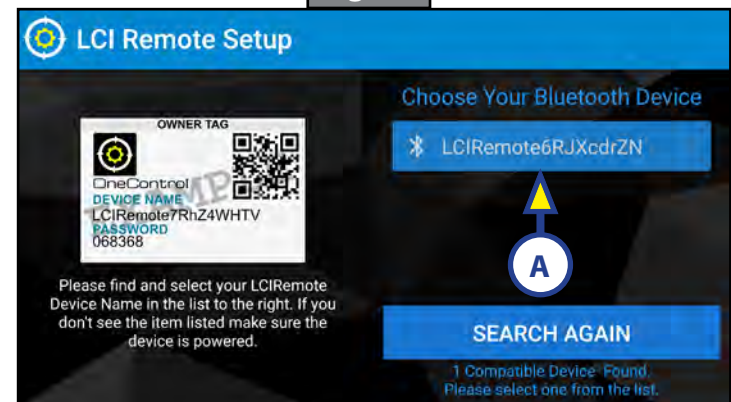 LCI Remote Setup
OWNER TAG
OneControl
DEVICE NAME
LCIRemote7RhZ4WHTV
PASSWORD
068368
Please find and select your LCIRemote
Device Name in the list to the right. If you
don't see the item listed make sure the
device is powered.
Choose Your Bluetooth Device
LCIRemote6RJXcdrZN
A
SEARCH AGAIN
1 Compatible Device Found.
Please select one from the list.